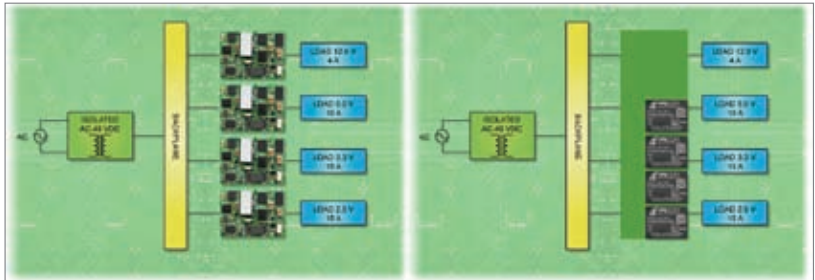 LOAD 12.0 V
4 A
ISOLATED
AC-48 VDC
BACKPLANE
LOAD 5.0 V
15 A
LOAD 3.3 V
15 A
LOAD 2.5 V
15 A
LOAD 12.0 V
4 A
ISOLATED
AC-48 VDC
BACKPLANE
LOAD 5.0 V
15 A
LOAD 3.3 V
15 A
LOAD 2.5 V
15 A